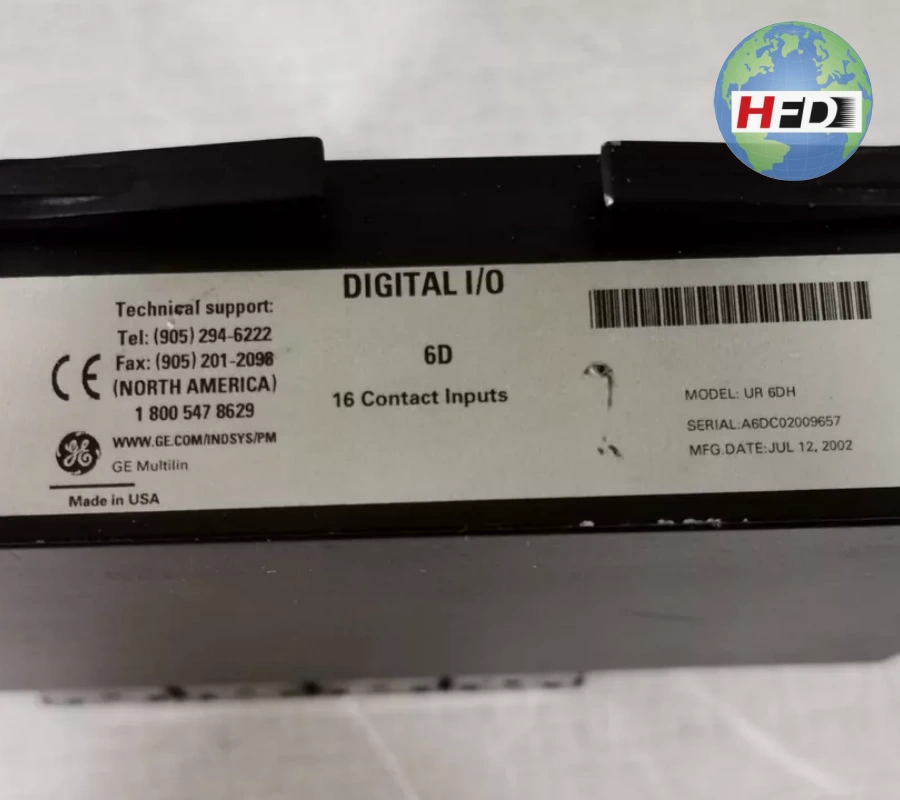 HFD
DIGITAL I/O
6D
16 Contact Inputs
Technical support:
Tel: (905) 294-6222
Fax: (905) 201-2098
(NORTH AMERICA)
1 800 547 8629
WWW.GE.COM/INDSYS/PM
GE Multilin
Made in USA
CE
GE
MODEL: UR 6DH
SERIAL:A6DC02009657
MFG.DATE:JUL 12, 2002